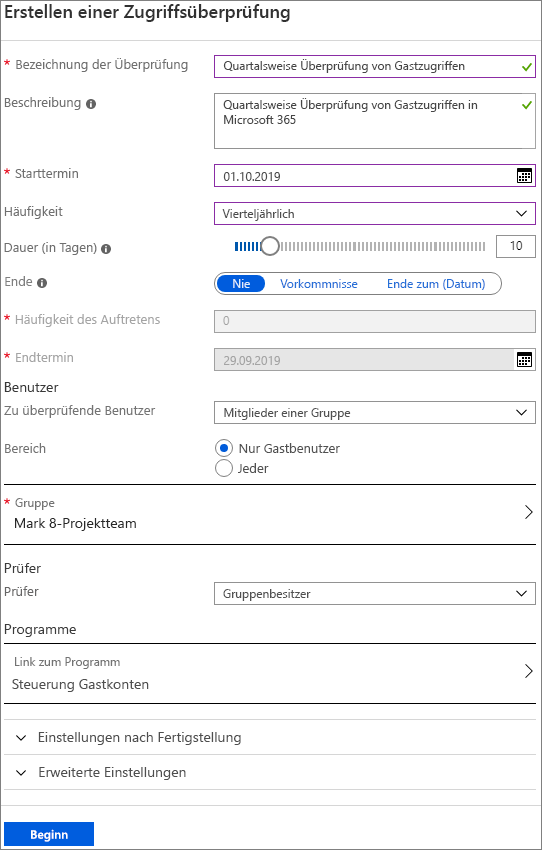 Erstellen einer Zugriffsüberprüfung
* Bezeichnung der Überprüfung
Quartalsweise Überprüfung von Gastzugriffen
Beschreibung
Quartalsweise Überprüfung von Gastzugriffen in
Microsoft 365
* Starttermin
01.10.2019
Häufigkeit
Vierteljährlich
Dauer (in Tagen)
10
Ende
Nie
Vorkommnisse
Ende zum (Datum)
* Häufigkeit des Auftretens
0
* Endtermin
29.09.2019
Benutzer
Zu überprüfende Benutzer
Mitglieder einer Gruppe
Bereich
Nur Gastbenutzer
Jeder
* Gruppe
Mark 8-Projektteam
Prüfer
Prüfer
Gruppenbesitzer
Programme
Link zum Programm
Steuerung Gastkonten
Einstellungen nach Fertigstellung
Erweiterte Einstellungen
Beginn